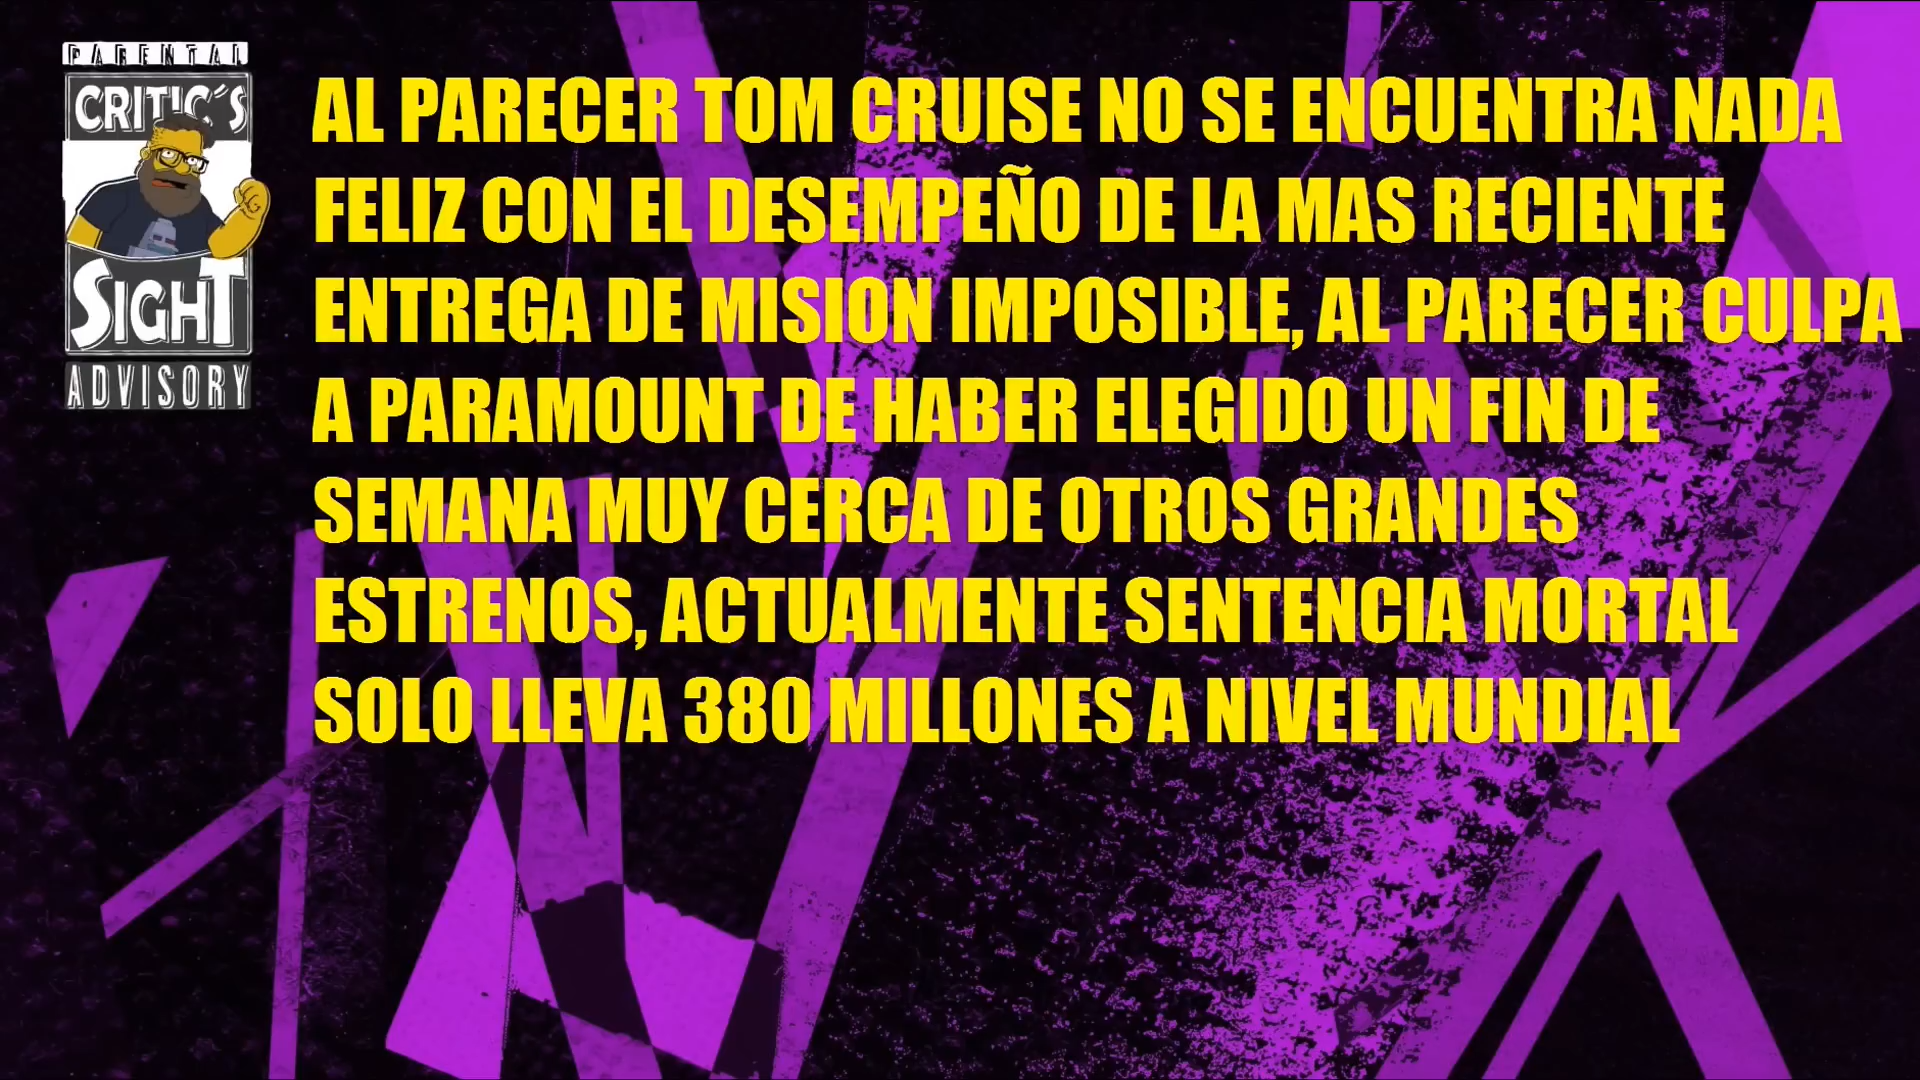 PARENTAL
CRITIC´S
SIGHT
ADVISORY
AL PARECER TOM CRUISE NO SE ENCUENTRA NADA
FELIZ CON EL DESEMPEÑO DE LA MAS RECIENTE
ENTREGA DE MISION IMPOSIBLE, AL PARECER CULPA
A PARAMOUNT DE HABER ELEGIDO UN FIN DE
SEMANA MUY CERCA DE OTROS GRANDES
ESTRENOS, ACTUALMENTE SENTENCIA MORTAL
SOLO LLEVA 380 MILLONES A NIVEL MUNDIAL